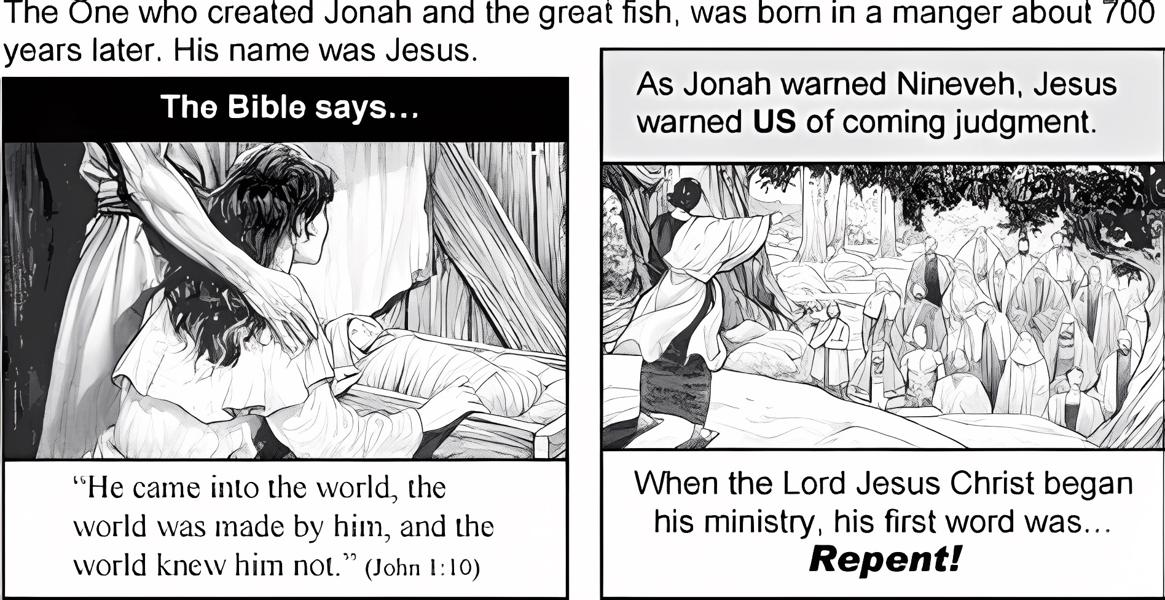 The One who created Jonah and the great fish, was born in a manger about 700
years later. His name was Jesus.
The Bible says...
"He came into the world, the
world was made by him, and the
world knew him not." (John 1:10)
As Jonah warned Nineveh, Jesus
warned US of coming judgment.
When the Lord Jesus Christ began
his ministry, his first word was...
Repent!